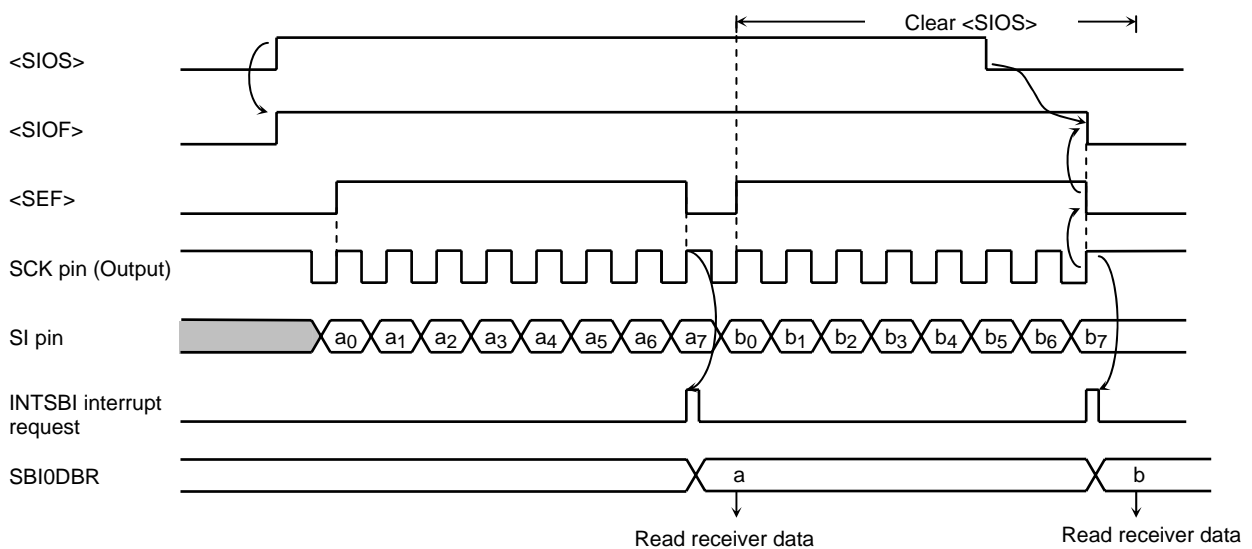 Clear <SIOS>
<SIOS>
<SIOF>
<SEF>
SCK pin (Output)
SI pin
a0 a1 a2 a3 a4 a5 a6 a7 b0 b1 b2 b3 b4 b5 b6 b7
INTSBI interrupt
request
SBI0DBR
a b
Read receiver data Read receiver data